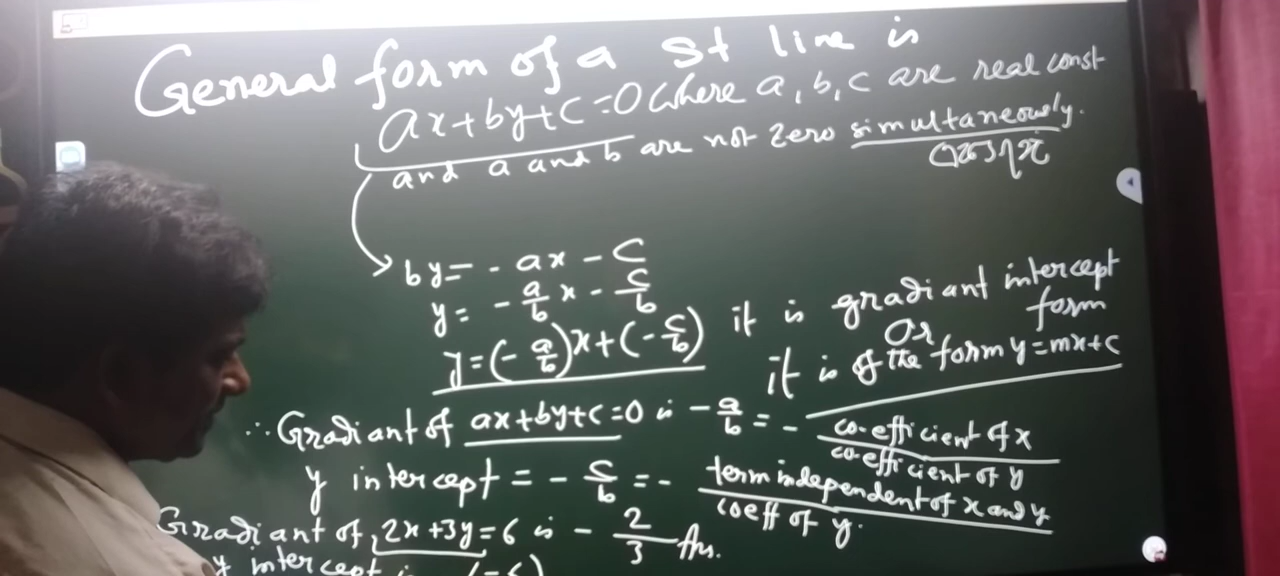 General form of a st line is
ax+by+c=0 where a, b, c are real const
and a and b are not zero simultaneously.
by = - ax - c
y = - a/b x - c/b
y = (- a/b)x + (- c/b) it is gradiant intercept form
Or
it is of the form y=mx+c
∴ Gradiant of ax+by+c=0 is - a/b = - co-efficient of x / co-efficient of y
y intercept = - c/b = - term independent of x and y / coeff of y.
Gradiant of 2x+3y=6 is - 2/3 Ans.
y intercept is